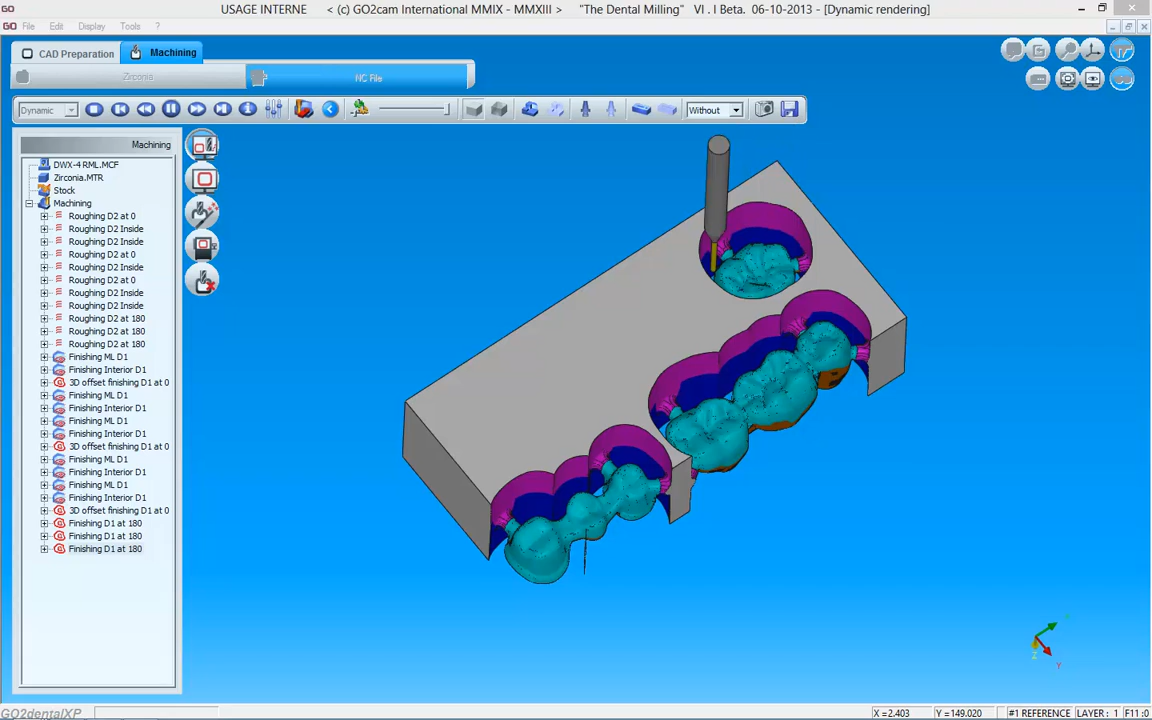 GO USAGE INTERNE < (c) GO2cam International MMIX - MMXIII > "The Dental Milling" VI . II Beta. 06-10-2013 - [Dynamic rendering]
GO File Edit Display Tools ?
CAD Preparation Machining
Zirconia NC File
Dynamic Without
Machining
DWX-4 RML.MCF
Zirconia.MTR
Stock
Machining
Roughing D2 at 0
Roughing D2 Inside
Roughing D2 Inside
Roughing D2 at 0
Roughing D2 Inside
Roughing D2 at 0
Roughing D2 Inside
Roughing D2 Inside
Roughing D2 at 180
Roughing D2 at 180
Roughing D2 at 180
Finishing ML D1
Finishing Interior D1
3D offset finishing D1 at 0
Finishing ML D1
Finishing Interior D1
Finishing ML D1
Finishing Interior D1
3D offset finishing D1 at 0
Finishing ML D1
Finishing Interior D1
Finishing ML D1
Finishing Interior D1
3D offset finishing D1 at 0
Finishing D1 at 180
Finishing D1 at 180
Finishing D1 at 180
Y
GO2dentalXP X =2.403 Y =149.020 #1 REFERENCE LAYER : 1 F11:0